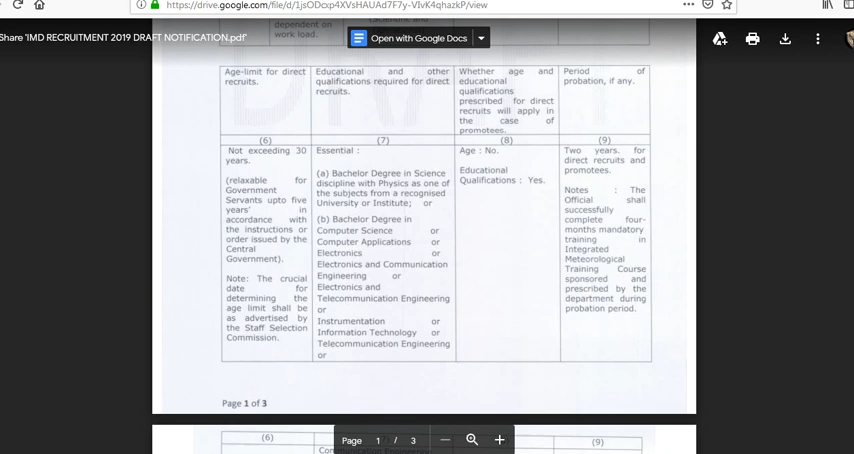 https://drive.google.com/file/d/1jsODcxp4XVsHAUAd7F7y-VIvK4qhazkP/view
Share 'IMD RECRUITMENT 2019 DRAFT NOTIFICATION.pdf'
Open with Google Docs
dependent on
work load.
Age-limit for direct
recruits.
Educational and other
qualifications required for direct
recruits.
Whether age and
educational
qualifications
prescribed for direct
recruits will apply in
the case of
promotees.
Period of
probation, if any.
(6)
(7)
(8)
(9)
Not exceeding 30
years.
(relaxable for
Government
Servants upto five
years' in
accordance with
the instructions or
order issued by the
Central
Government).
Note: The crucial
date for
determining the
age limit shall be
as advertised by
the Staff Selection
Commission.
Essential :
(a) Bachelor Degree in Science
discipline with Physics as one of
the subjects from a recognised
University or Institute; or
(b) Bachelor Degree in
Computer Science or
Computer Applications or
Electronics or
Electronics and Communication
Engineering or
Electronics and
Telecommunication Engineering
or
Instrumentation or
Information Technology or
Telecommunication Engineering
or
Age : No.
Educational
Qualifications : Yes.
Two years. for
direct recruits and
promotees.
Notes : The
Official shall
successfully
complete four-
months mandatory
training in
Integrated
Meteorological
Training Course
sponsored and
prescribed by the
department during
probation period.
Page 1 of 3
Page 1 / 3
(6)
(9)